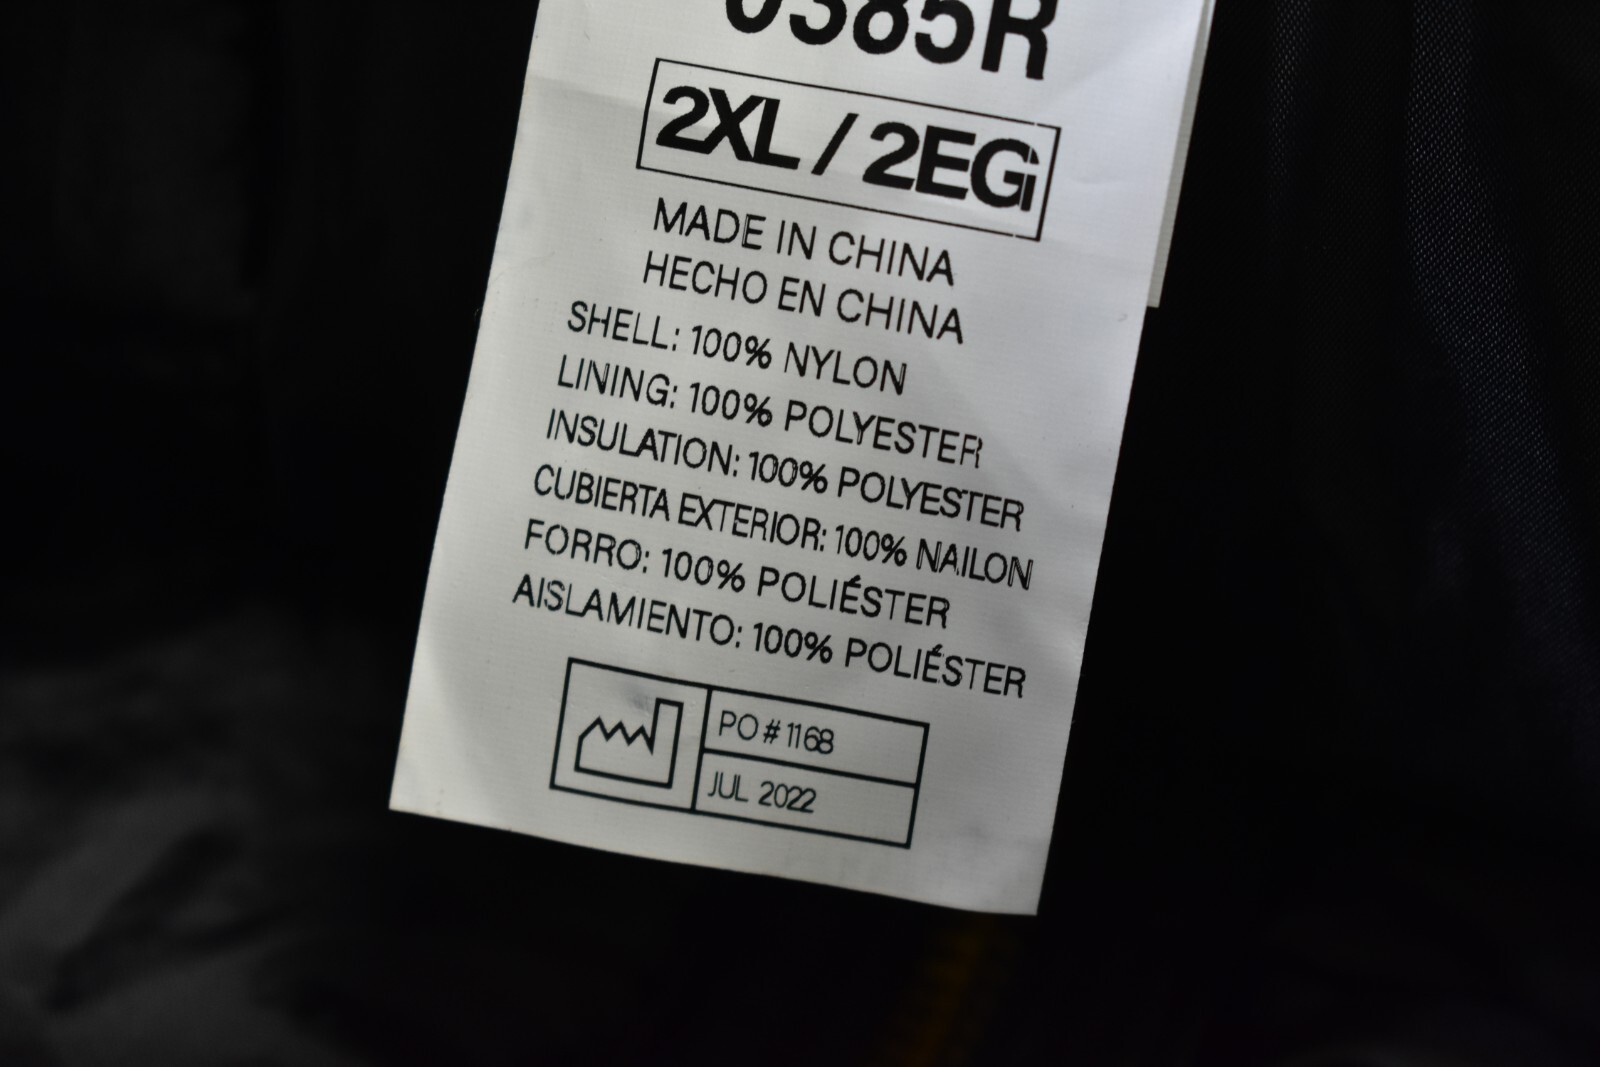 0385R
2XL / 2EG
MADE IN CHINA
HECHO EN CHINA
SHELL: 100% NYLON
LINING: 100% POLYESTER
INSULATION: 100% POLYESTER
CUBIERTA EXTERIOR: 100% NAILON
FORRO: 100% POLIÉSTER
AISLAMIENTO: 100% POLIÉSTER
PO # 1168
JUL 2022